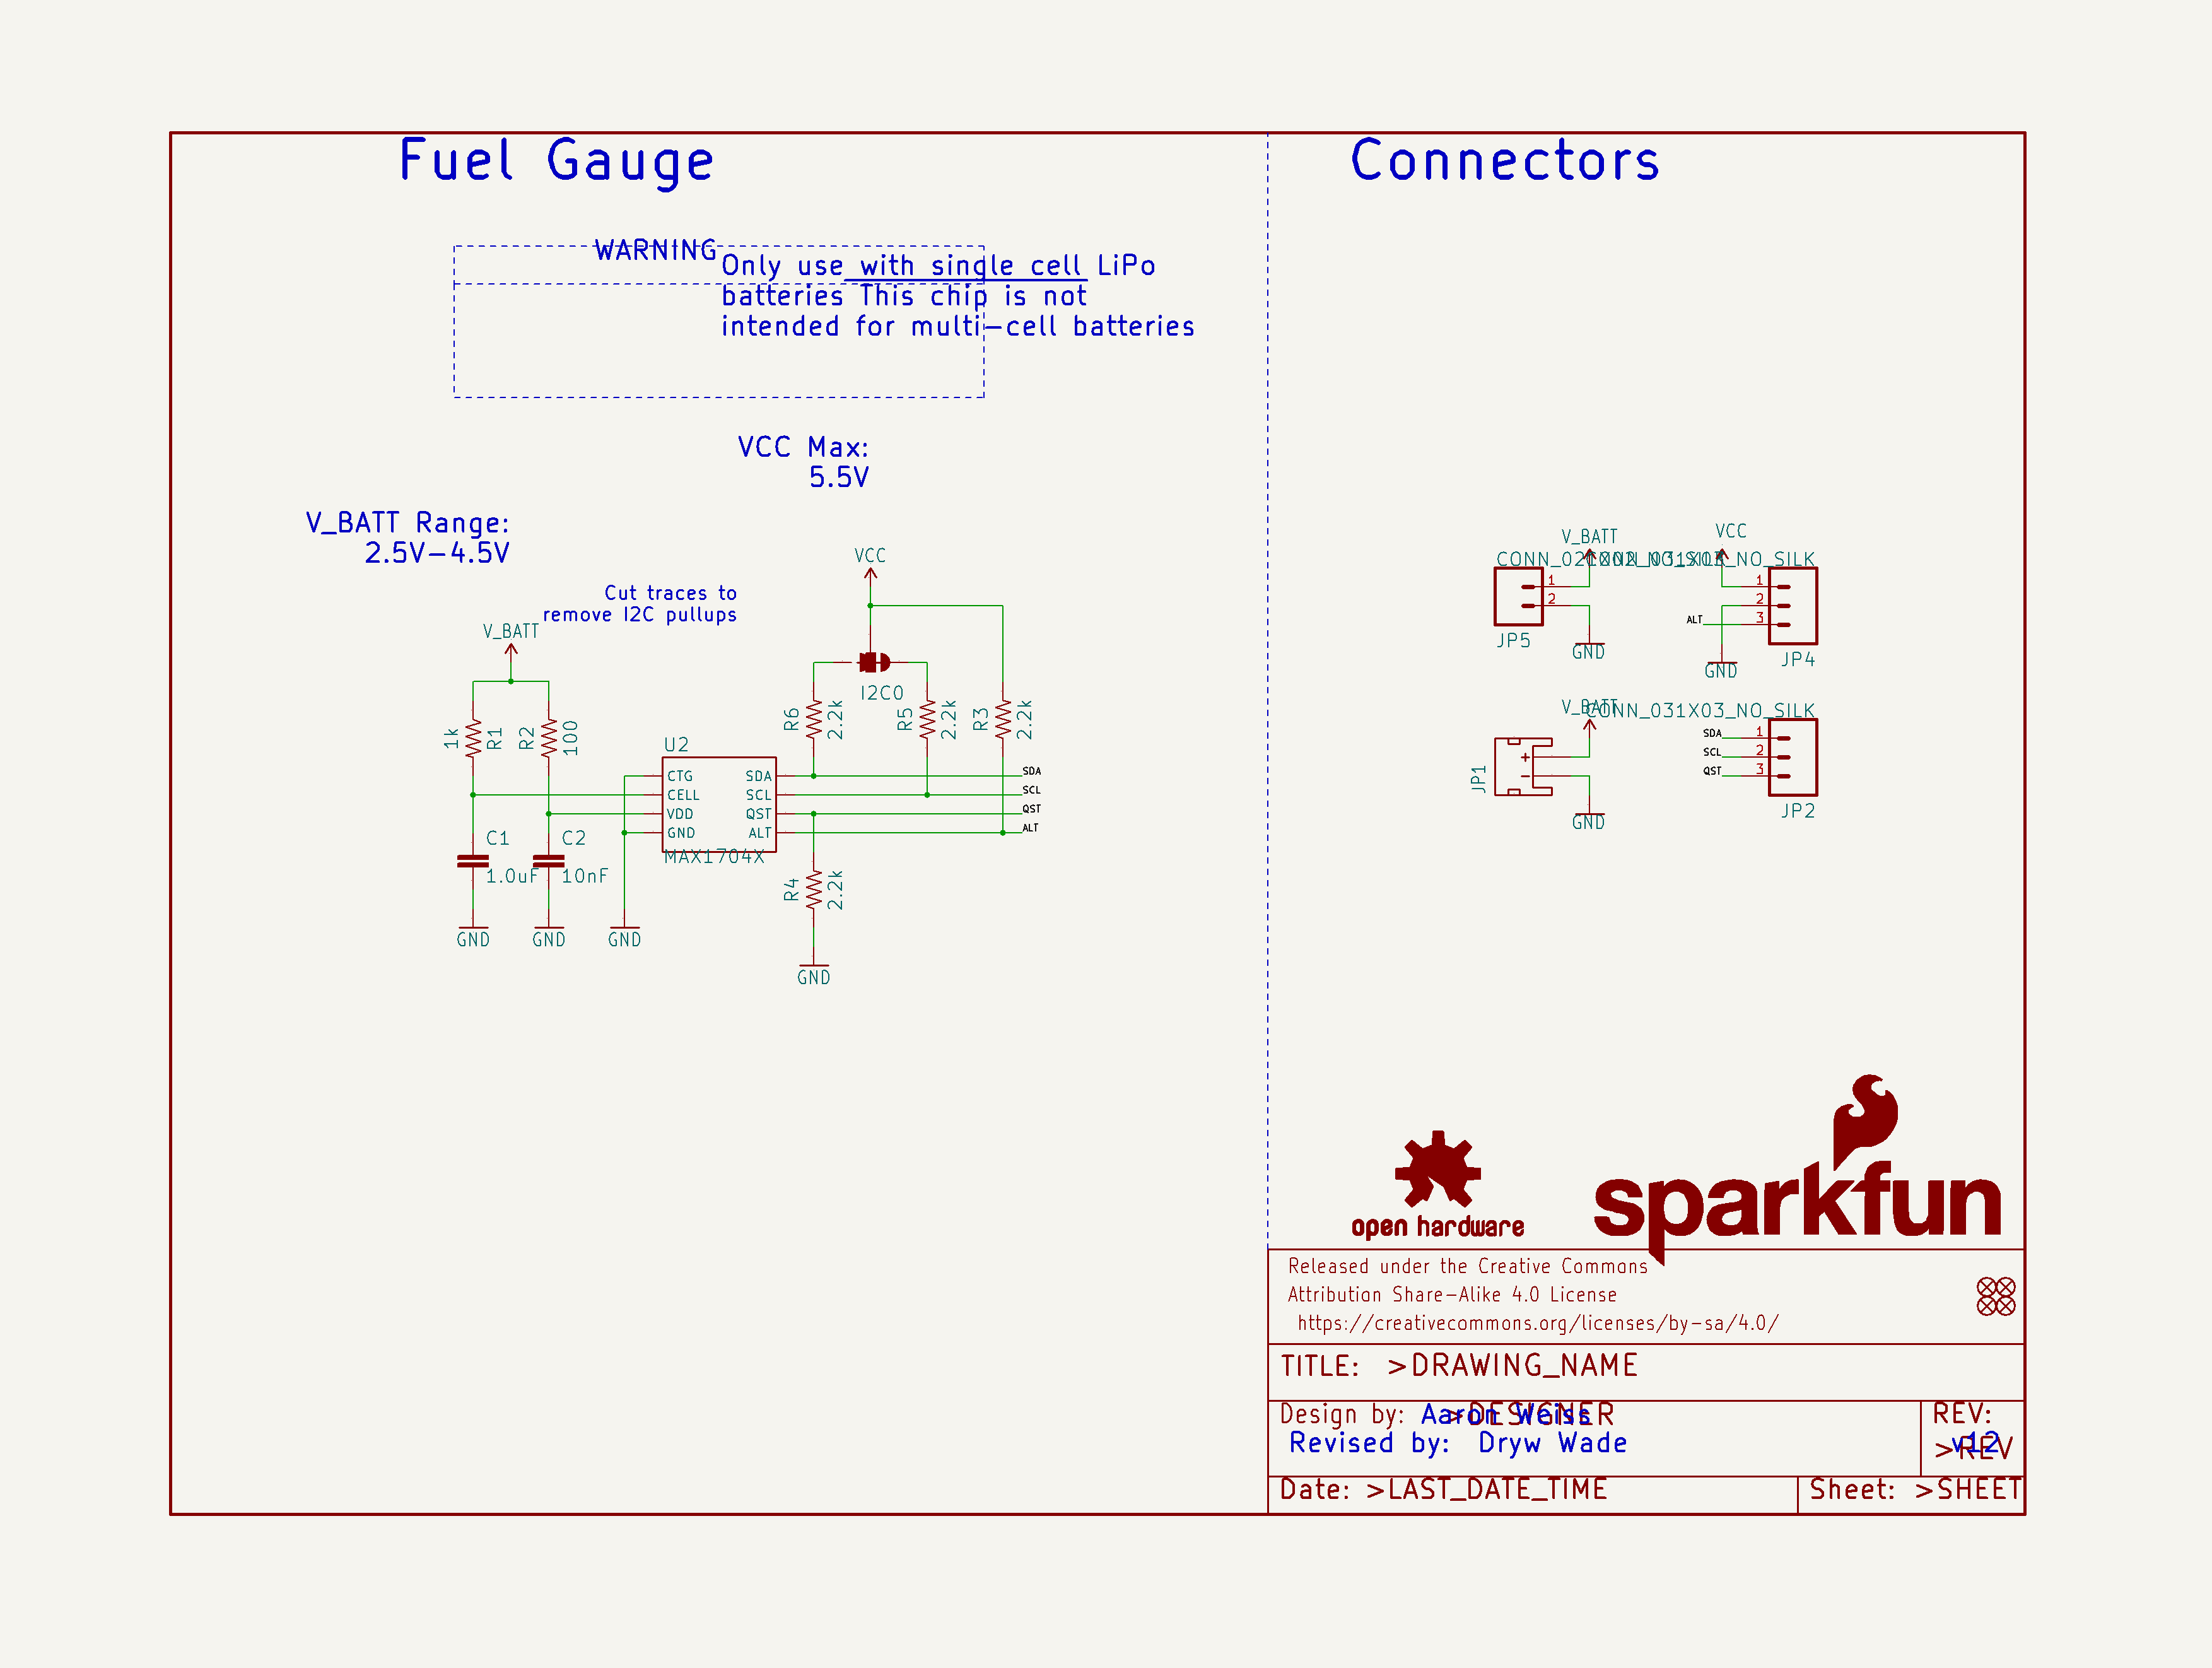 Fuel Gauge
Connectors
WARNING
Only use with single cell LiPo
batteries This chip is not
intended for multi-cell batteries
VCC Max:
5.5V
V_BATT Range:
2.5V-4.5V
Cut traces to
remove I2C pullups
V_BATT
VCC
I2C0
1k
R1
R2
100
R6
2.2k
R5
2.2k
R3
2.2k
U2
CTG
CELL
VDD
GND
SDA
SCL
QST
ALT
MAX1704X
SDA
SCL
QST
ALT
C1
1.0uF
C2
10nF
R4
2.2k
GND
GND
GND
GND
V_BATT
VCC
CONN_031X03_NO_SILK
1
2
JP5
GND
1
2
3
ALT
JP4
GND
V_BATT
CONN_031X03_NO_SILK
JP1
+
-
GND
SDA
SCL
QST
1
2
3
JP2
open hardware
sparkfun
Released under the Creative Commons
Attribution Share-Alike 4.0 License
https://creativecommons.org/licenses/by-sa/4.0/
TITLE: >DRAWING_NAME
Design by: Aaron Weiss
>DESIGNER
Revised by: Dryw Wade
REV:
>REV
v12
Date: >LAST_DATE_TIME
Sheet: >SHEET